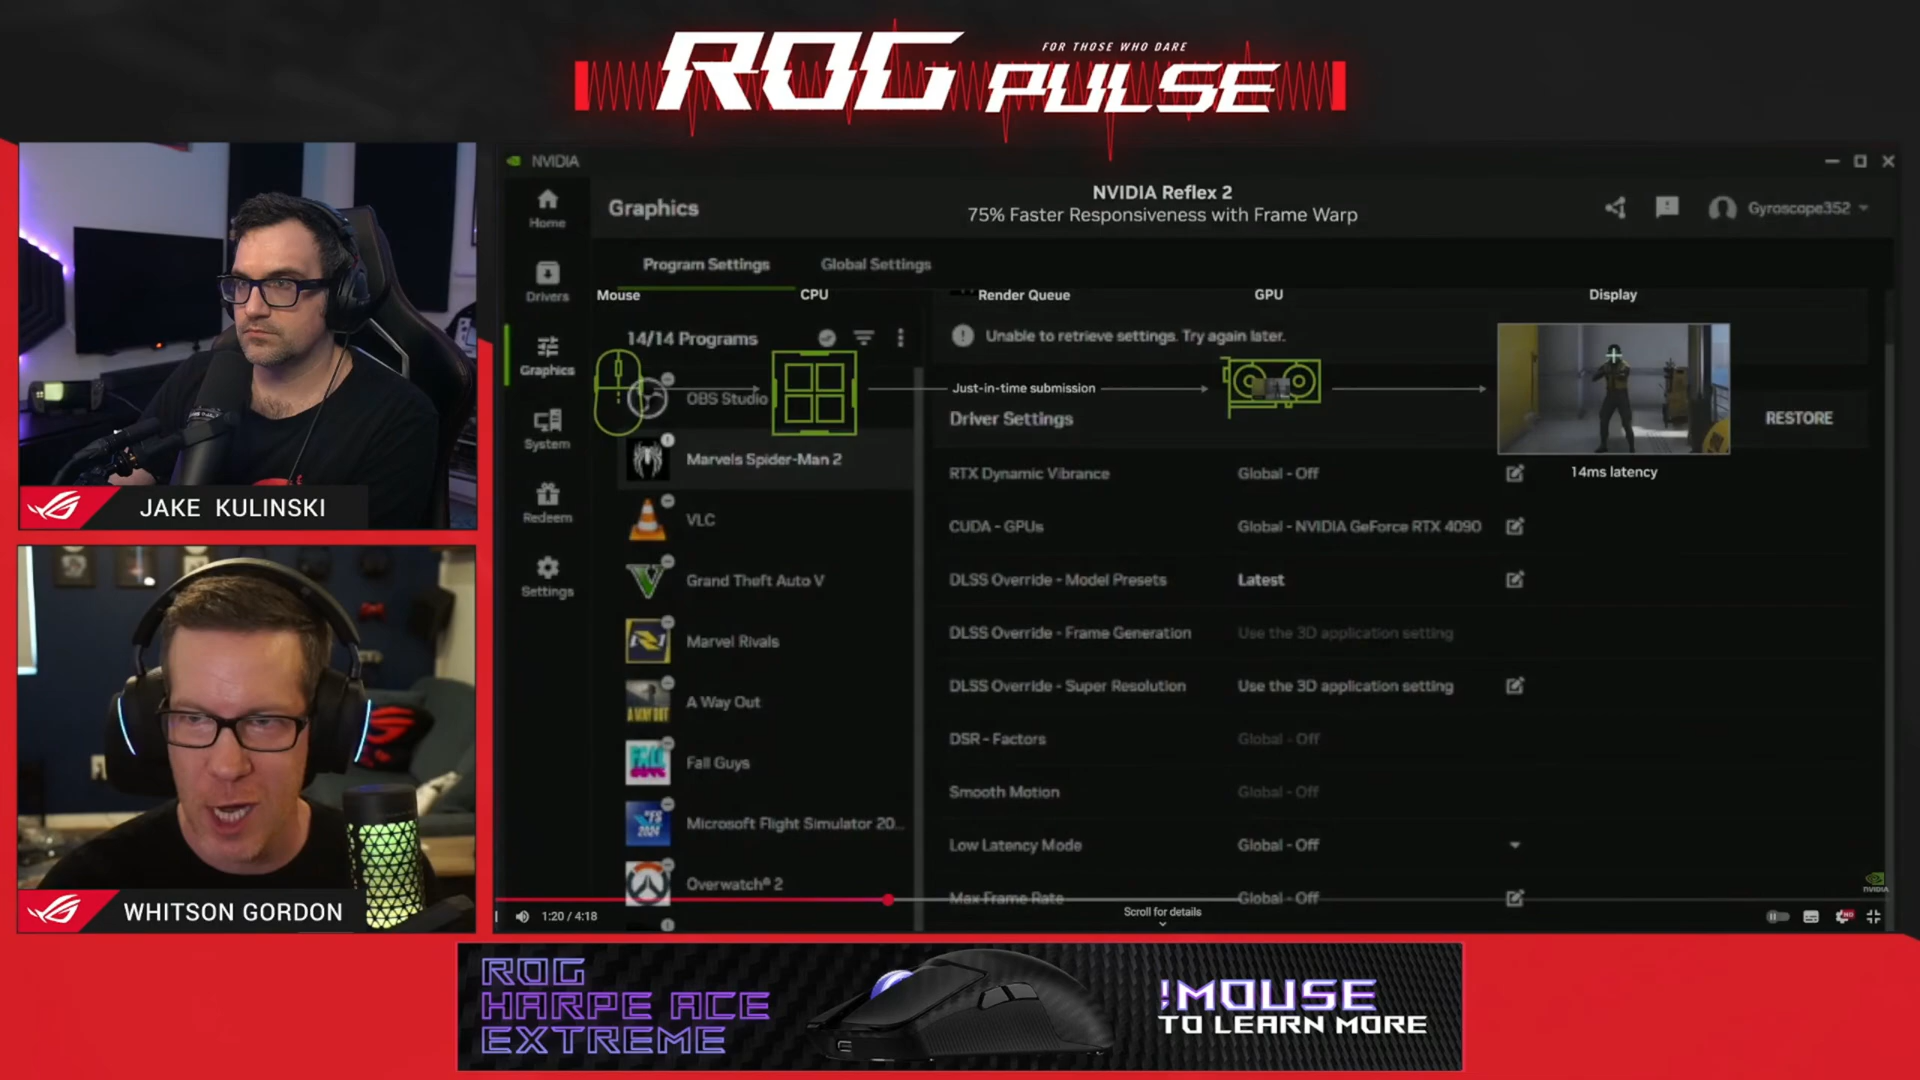 ROG PULSE
FOR THOSE WHO DARE
NVIDIA
Home
Drivers
Graphics
System
Redeem
Settings
Graphics
NVIDIA Reflex 2
75% Faster Responsiveness with Frame Warp
Gyroscope352
Program Settings
Global Settings
Mouse
CPU
Render Queue
GPU
Display
14/14 Programs
OBS Studio
Marvels Spider-Man 2
VLC
Grand Theft Auto V
Marvel Rivals
A Way Out
Fall Guys
Microsoft Flight Simulator 20...
Overwatch® 2
Unable to retrieve settings. Try again later.
Just-in-time submission
Driver Settings
RESTORE
14ms latency
RTX Dynamic Vibrance
Global - Off
CUDA - GPUs
Global - NVIDIA GeForce RTX 4090
DLSS Override - Model Presets
Latest
DLSS Override - Frame Generation
Use the 3D application setting
DLSS Override - Super Resolution
Use the 3D application setting
DSR - Factors
Global - Off
Smooth Motion
Global - Off
Low Latency Mode
Global - Off
Max Frame Rate
Global - Off
1:20 / 4:18
Scroll for details
NVIDIA
JAKE KULINSKI
WHITSON GORDON
ROG
HARPE ACE
EXTREME
!MOUSE
TO LEARN MORE